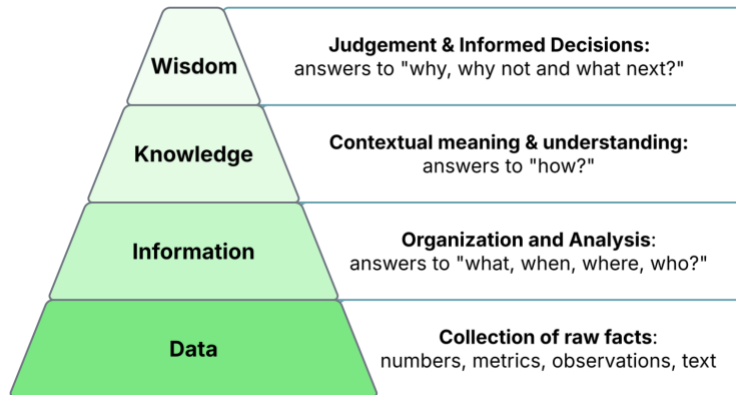 Wisdom
Judgement & Informed Decisions:
answers to "why, why not and what next?"
Knowledge
Contextual meaning & understanding:
answers to "how?"
Information
Organization and Analysis:
answers to "what, when, where, who?"
Data
Collection of raw facts:
numbers, metrics, observations, text